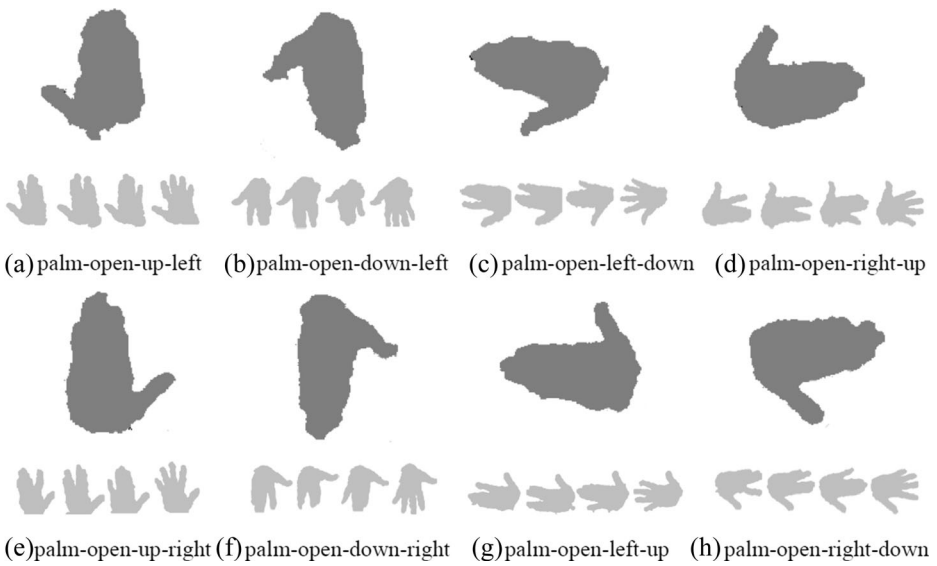 (a) palm-open-up-left (b) palm-open-down-left (c) palm-open-left-down (d) palm-open-right-up
(e) palm-open-up-right (f) palm-open-down-right (g) palm-open-left-up (h) palm-open-right-down